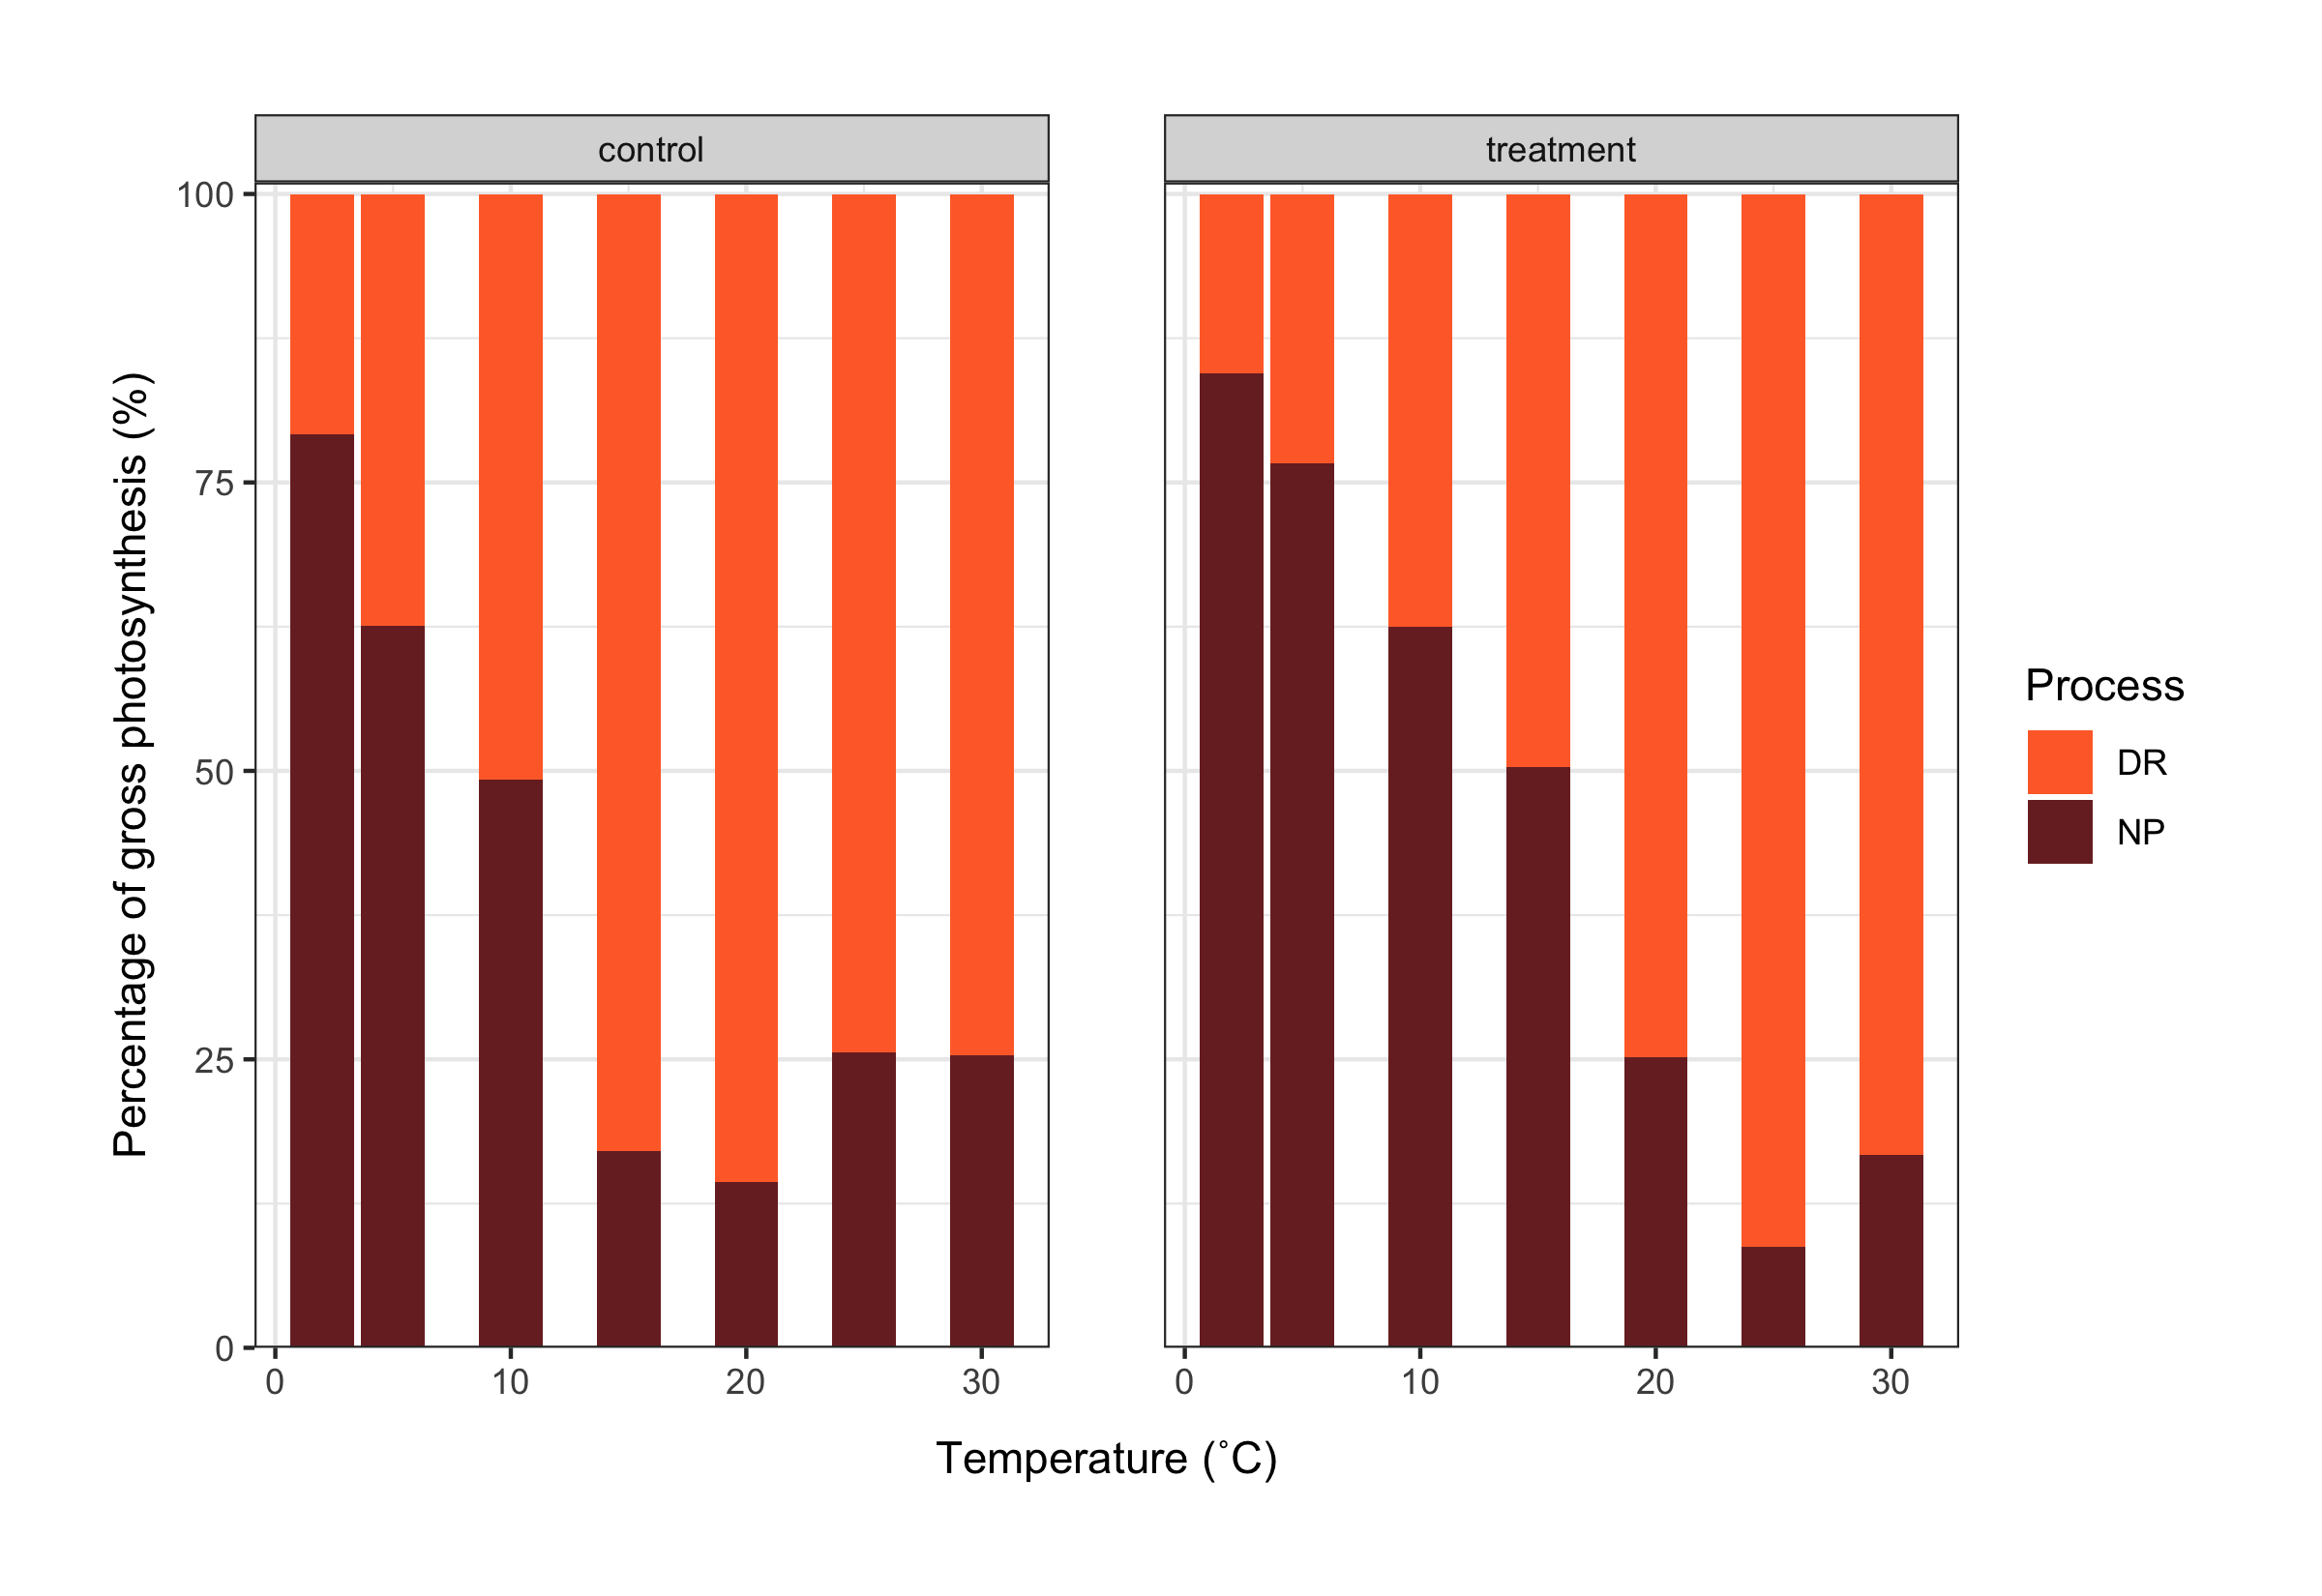 control
treatment
Percentage of gross photosynthesis (%)
100
75
50
25
0
0 10 20 30
0 10 20 30
Temperature (˚C)
Process
DR
NP